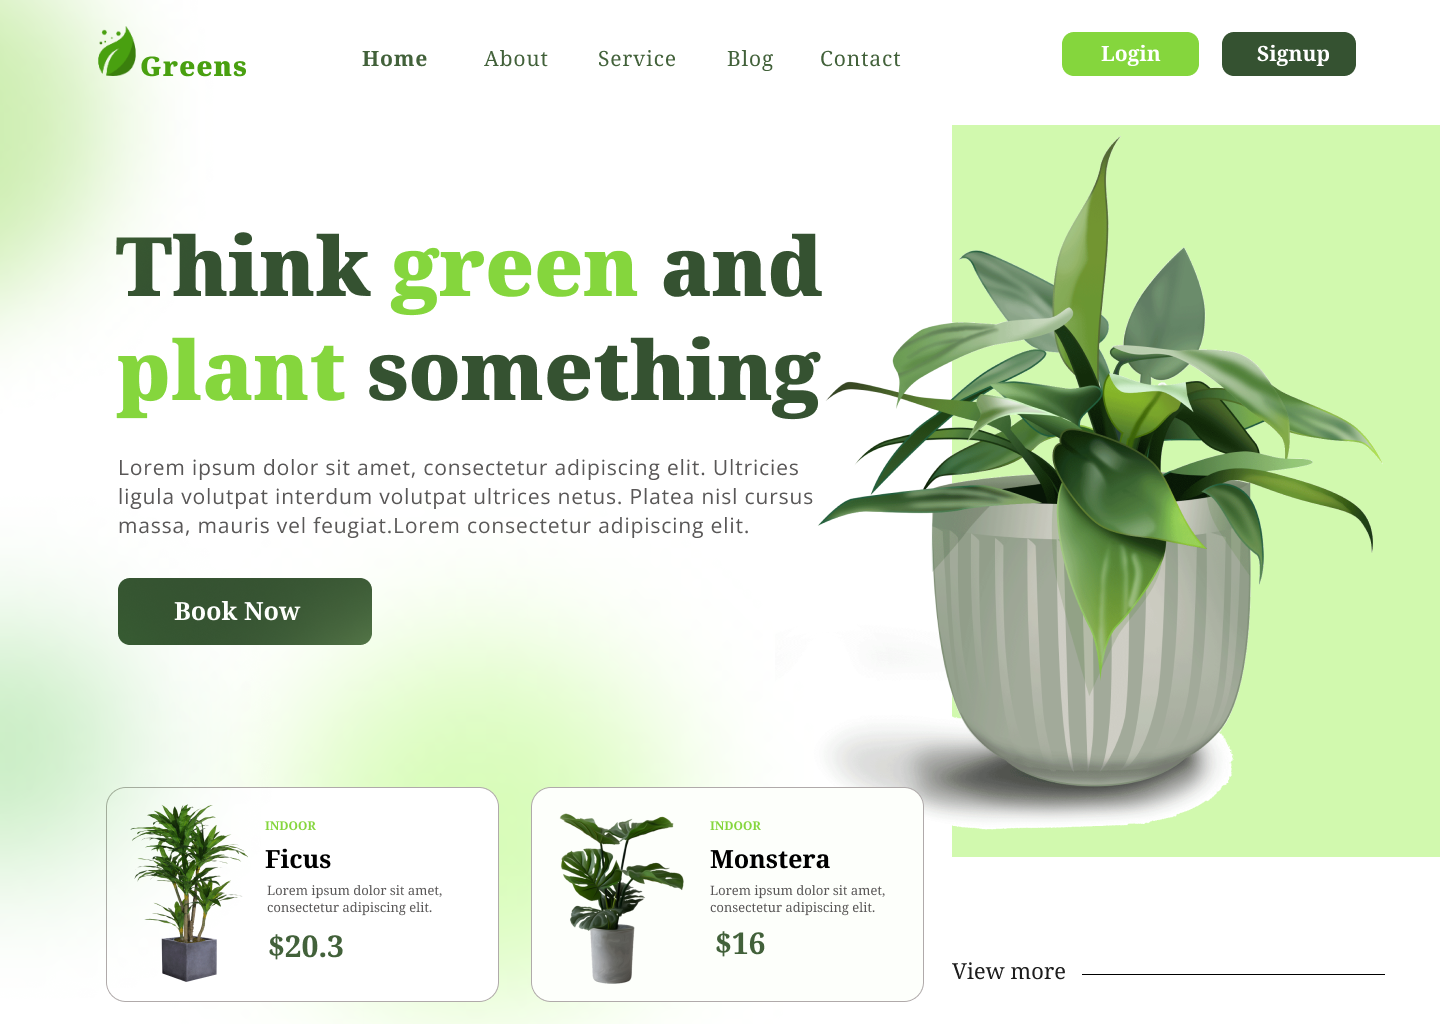 Greens
Home About Service Blog Contact
Login Signup
Think green and
plant something
Lorem ipsum dolor sit amet, consectetur adipiscing elit. Ultricies
ligula volutpat interdum volutpat ultrices netus. Platea nisl cursus
massa, mauris vel feugiat.Lorem consectetur adipiscing elit.
Book Now
INDOOR
Ficus
Lorem ipsum dolor sit amet,
consectetur adipiscing elit.
$20.3
INDOOR
Monstera
Lorem ipsum dolor sit amet,
consectetur adipiscing elit.
$16
View more